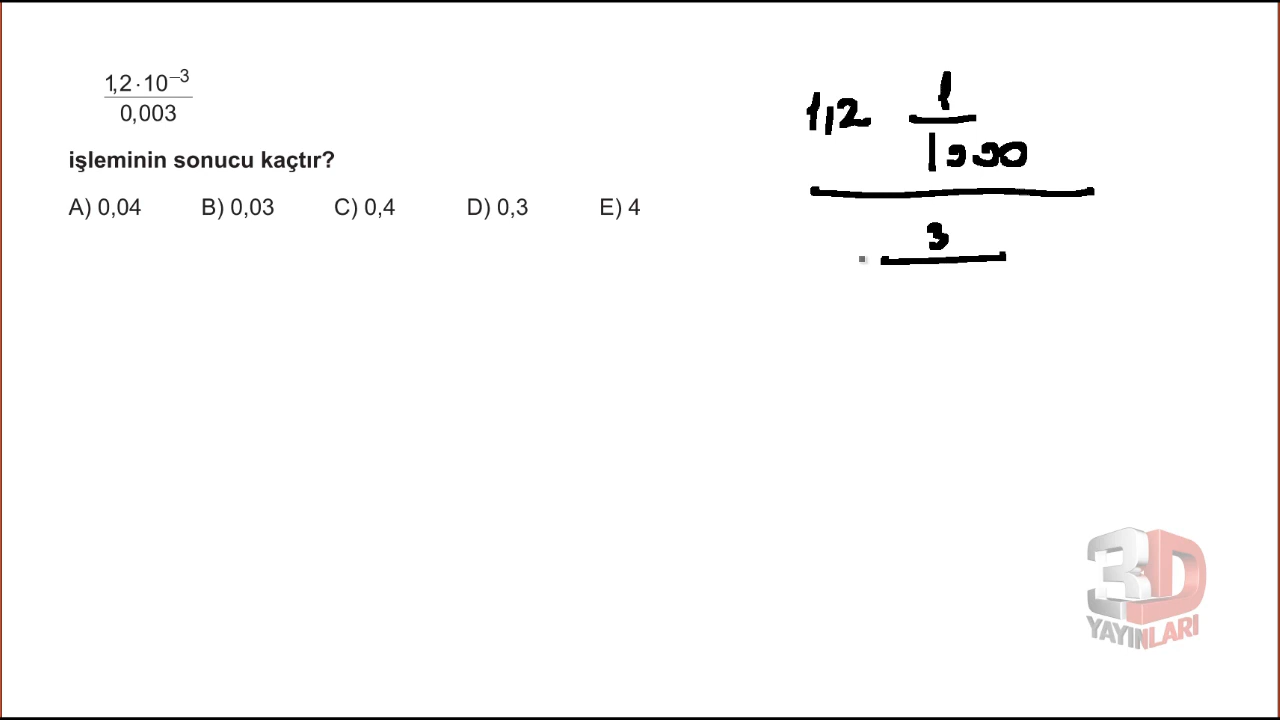 1,2 · 10⁻³
0,003
işleminin sonucu kaçtır?
A) 0,04 B) 0,03 C) 0,4 D) 0,3 E) 4
1
1,2
1000
3
3D
YAYINLARI